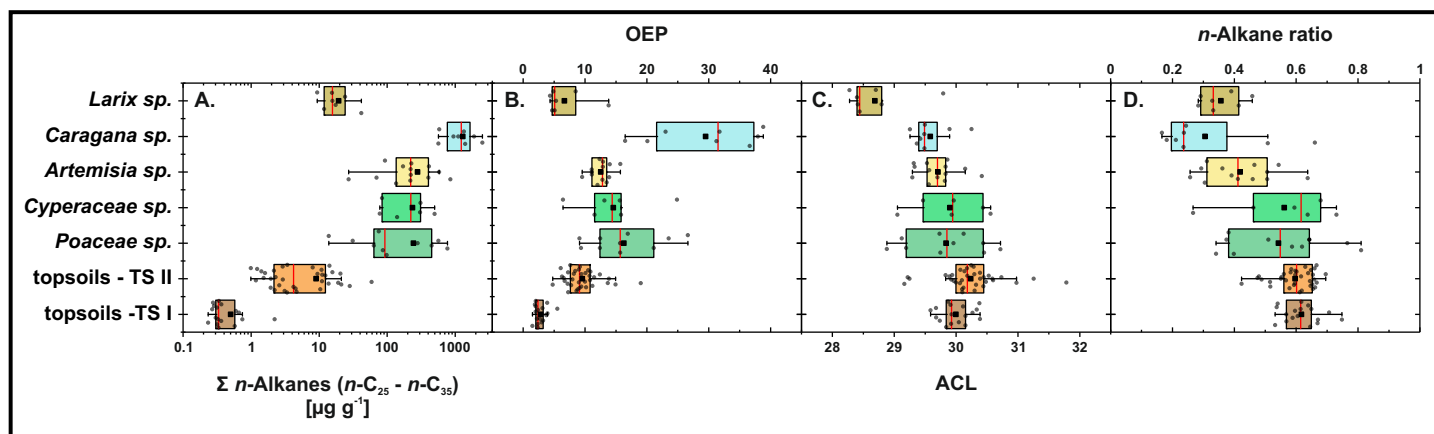 OEP
n-Alkane ratio
0 10 20 30 40
0 0.2 0.4 0.6 0.8 1
A. B. C. D.
Larix sp.
Caragana sp.
Artemisia sp.
Cyperaceae sp.
Poaceae sp.
topsoils - TS II
topsoils -TS I
0.1 1 10 100 1000
28 29 30 31 32
Σ n-Alkanes (n-C25 - n-C35)
[µg g-1]
ACL